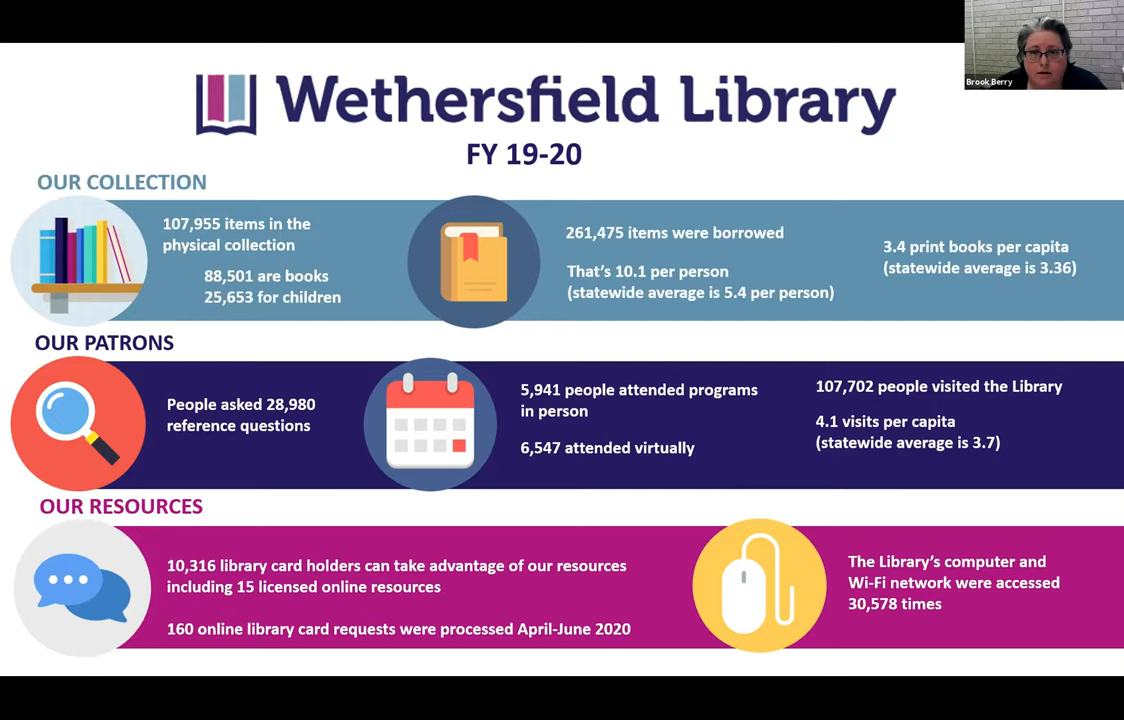 Brook Berry
Wethersfield Library
FY 19-20
OUR COLLECTION
107,955 items in the
physical collection
88,501 are books
25,653 for children
261,475 items were borrowed
That's 10.1 per person
(statewide average is 5.4 per person)
3.4 print books per capita
(statewide average is 3.36)
OUR PATRONS
People asked 28,980
reference questions
5,941 people attended programs
in person
6,547 attended virtually
107,702 people visited the Library
4.1 visits per capita
(statewide average is 3.7)
OUR RESOURCES
10,316 library card holders can take advantage of our resources
including 15 licensed online resources
160 online library card requests were processed April-June 2020
The Library's computer and
Wi-Fi network were accessed
30,578 times